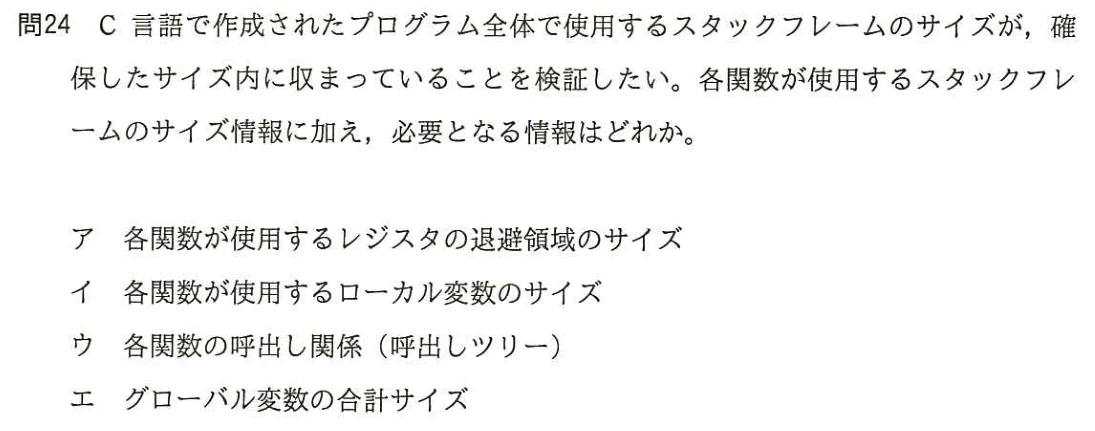 問24 C 言語で作成されたプログラム全体で使用するスタックフレームのサイズが，確
保したサイズ内に収まっていることを検証したい。各関数が使用するスタックフレ
ームのサイズ情報に加え，必要となる情報はどれか。
ア 各関数が使用するレジスタの退避領域のサイズ
イ 各関数が使用するローカル変数のサイズ
ウ 各関数の呼出し関係（呼出しツリー）
エ グローバル変数の合計サイズ